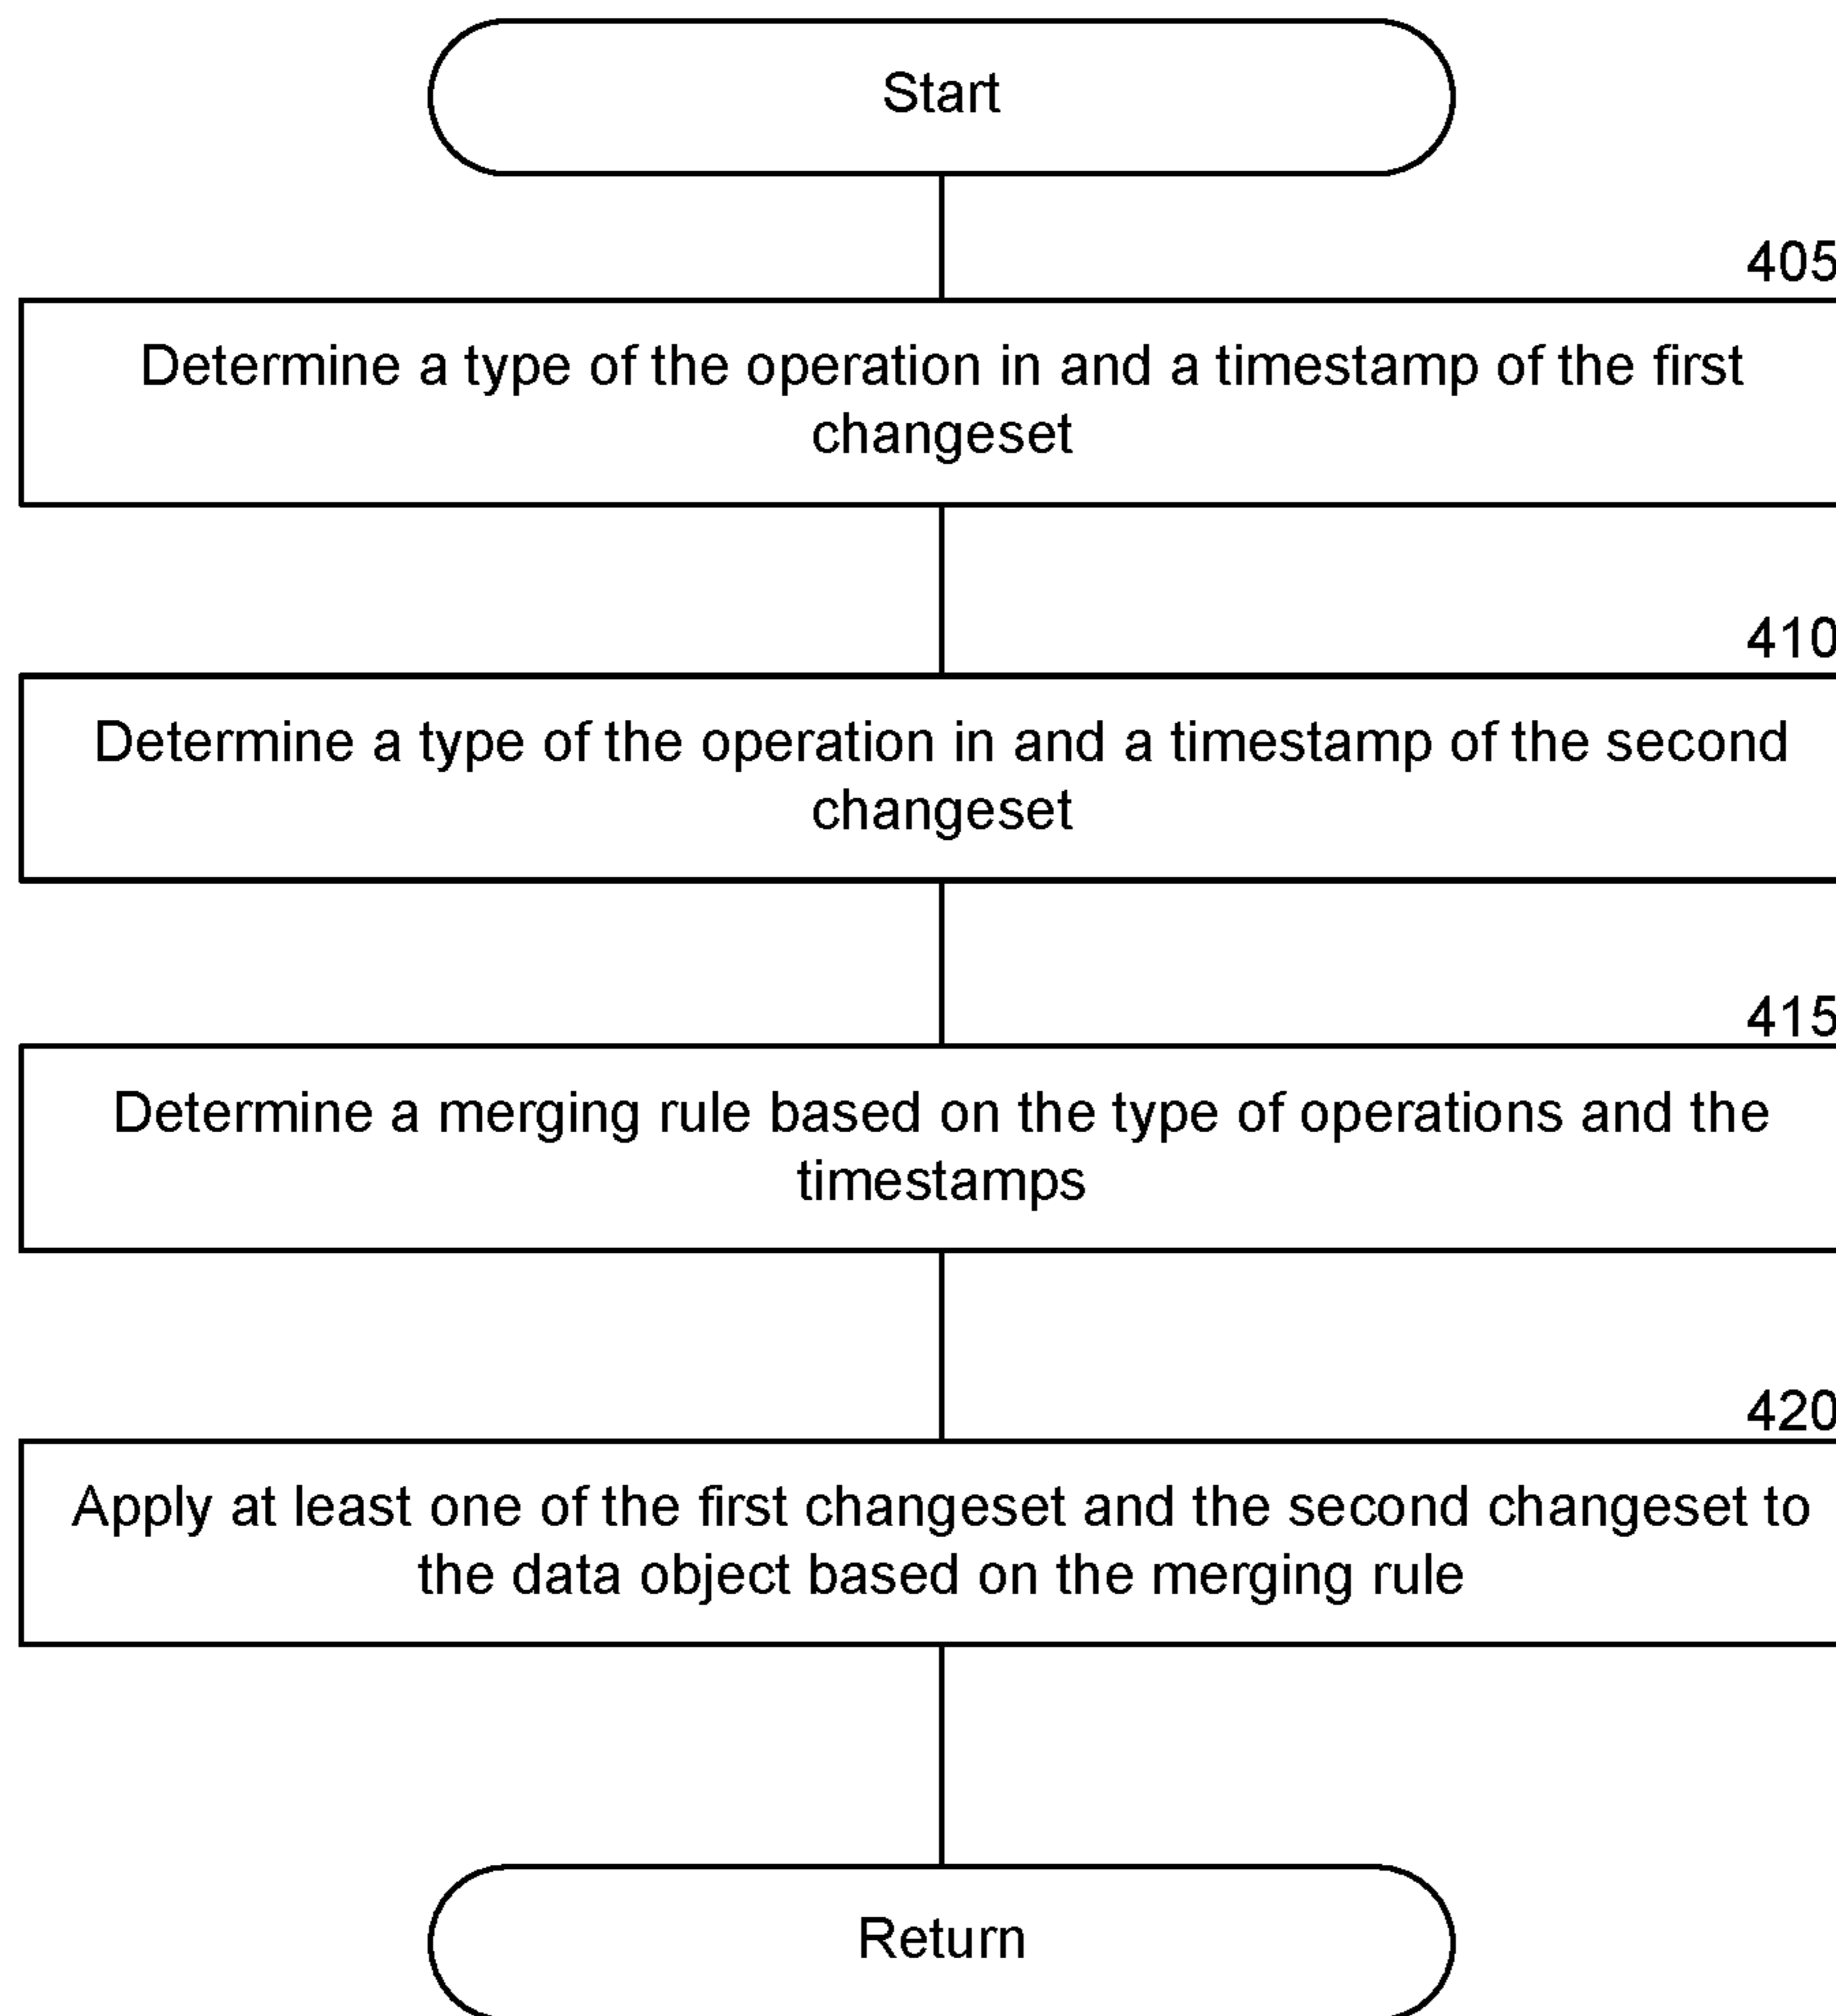 Start
405
Determine a type of the operation in and a timestamp of the first
changeset
410
Determine a type of the operation in and a timestamp of the second
changeset
415
Determine a merging rule based on the type of operations and the
timestamps
420
Apply at least one of the first changeset and the second changeset to
the data object based on the merging rule
Return